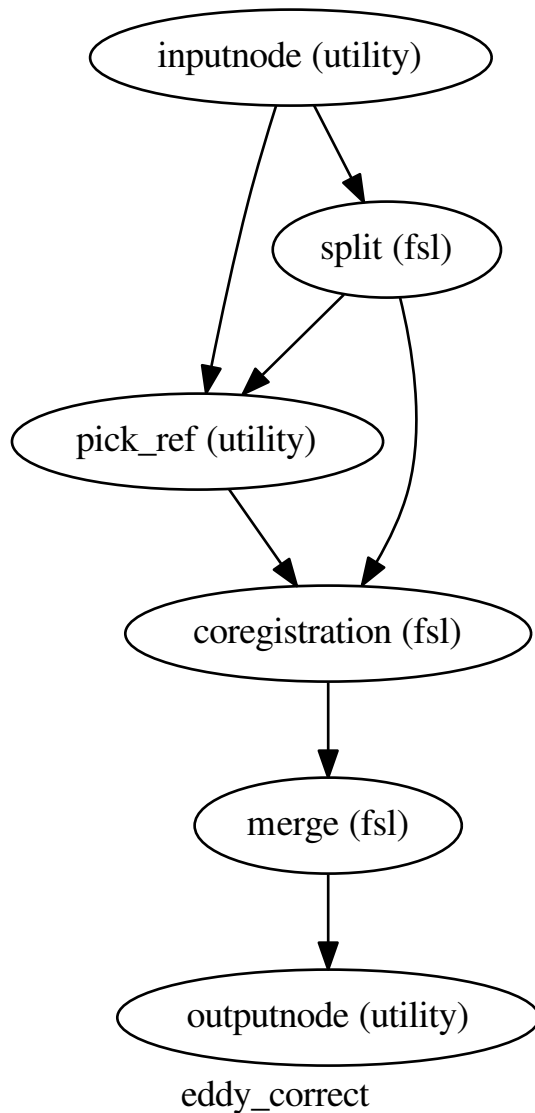 inputnode (utility)
split (fsl)
pick_ref (utility)
coregistration (fsl)
merge (fsl)
outputnode (utility)
eddy_correct